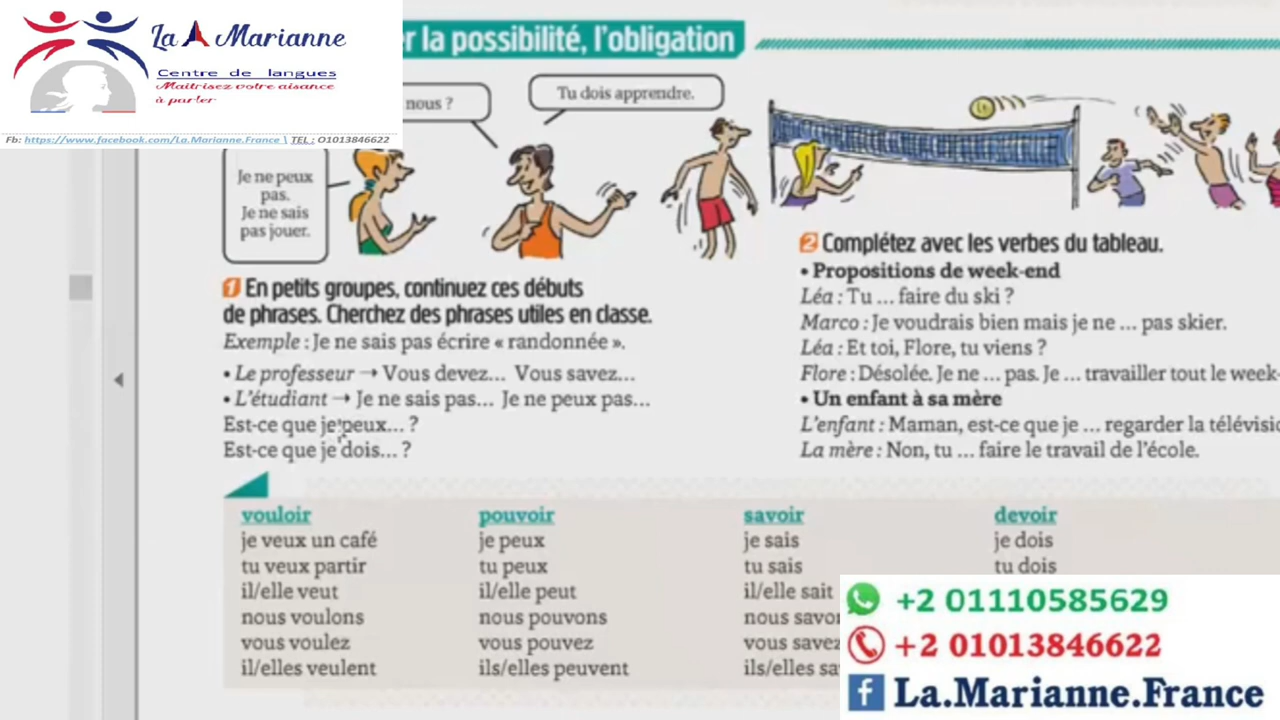 La Marianne
Centre de langues
Maitrisez votre aisance
à parler
Fb: https://www.facebook.com/La.Marianne.France \ TEL : 01013846622
er la possibilité, l'obligation
nous ?
Tu dois apprendre.
Je ne peux
pas.
Je ne sais
pas jouer.
1 En petits groupes, continuez ces débuts
de phrases. Cherchez des phrases utiles en classe.
Exemple : Je ne sais pas écrire « randonnée ».
• Le professeur → Vous devez... Vous savez...
• L'étudiant → Je ne sais pas... Je ne peux pas...
Est-ce que je peux... ?
Est-ce que je dois... ?
2 Complétez avec les verbes du tableau.
• Propositions de week-end
Léa : Tu ... faire du ski ?
Marco : Je voudrais bien mais je ne ... pas skier.
Léa : Et toi, Flore, tu viens ?
Flore : Désolée. Je ne ... pas. Je ... travailler tout le week-
• Un enfant à sa mère
L'enfant : Maman, est-ce que je ... regarder la télévisio
La mère : Non, tu ... faire le travail de l'école.
vouloir
je veux un café
tu veux partir
il/elle veut
nous voulons
vous voulez
il/elles veulent
pouvoir
je peux
tu peux
il/elle peut
nous pouvons
vous pouvez
ils/elles peuvent
savoir
je sais
tu sais
il/elle sait
nous savo
vous savez
ils/elles sa
devoir
je dois
tu dois
+2 01110585629
+2 01013846622
La.Marianne.France